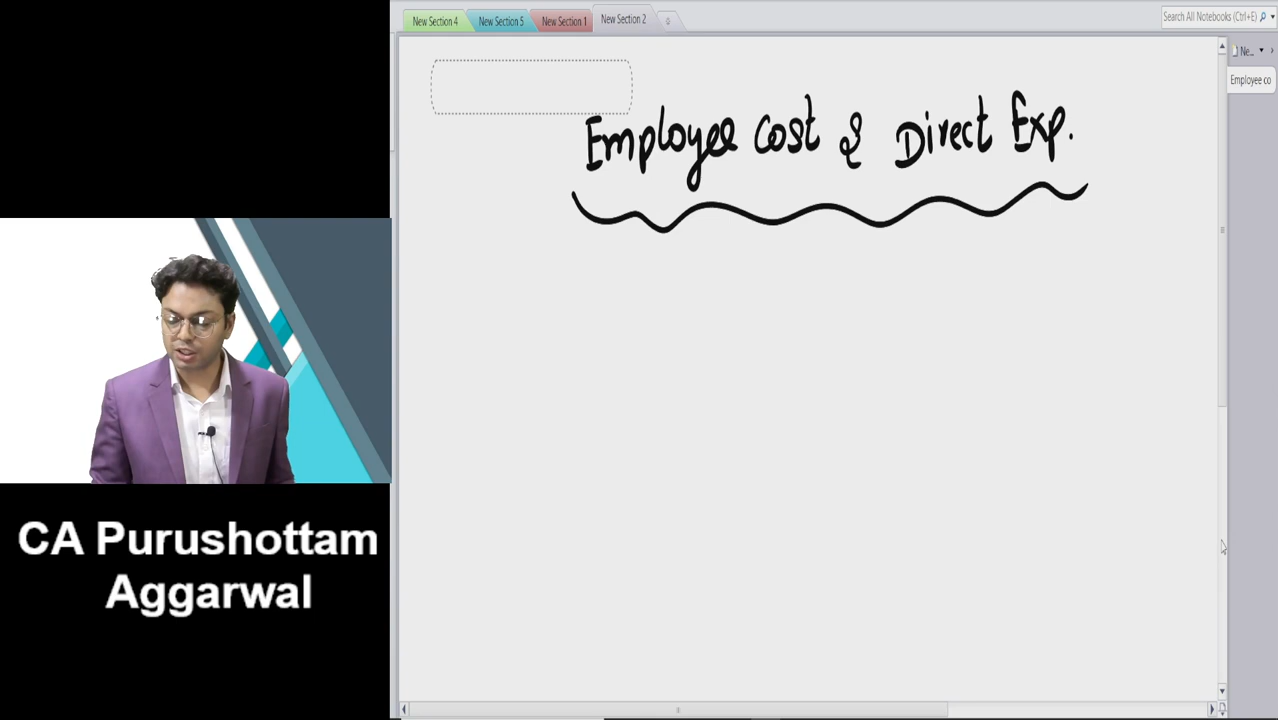 New Section 4
New Section 5
New Section 1
New Section 2
Search All Notebooks (Ctrl+E)
Ne...
Employee co
Employee Cost & Direct Exp.
CA Purushottam
Aggarwal